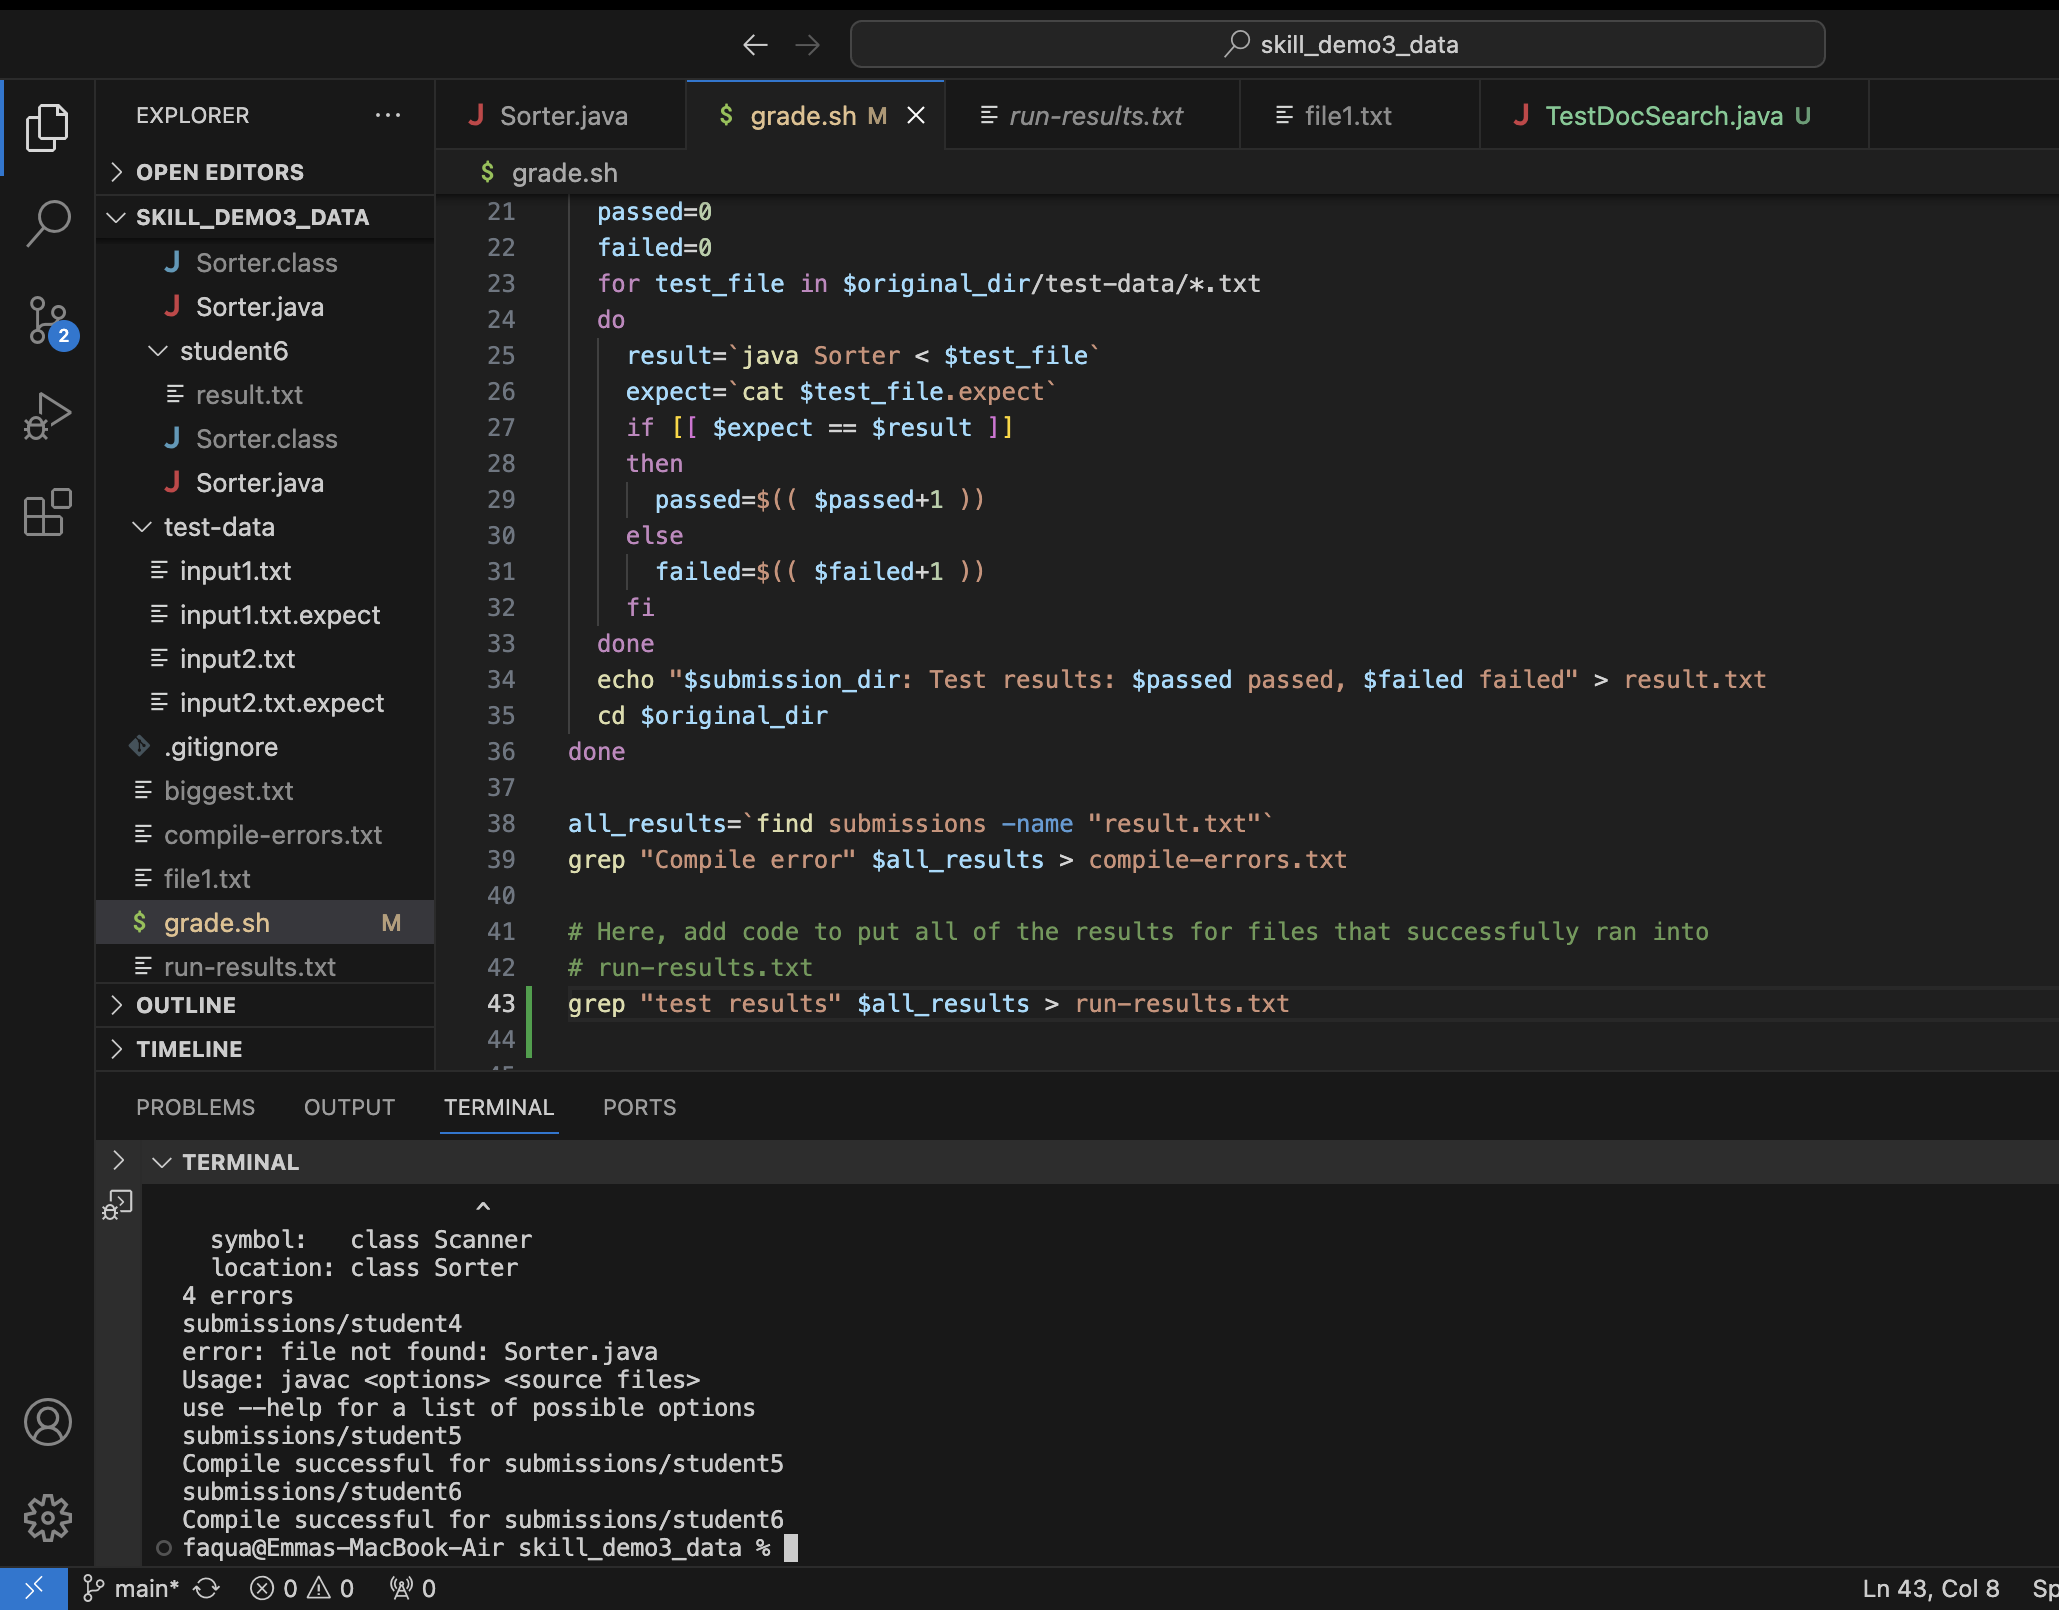 skill_demo3_data
EXPLORER
Sorter.java
grade.sh M
run-results.txt
file1.txt
TestDocSearch.java U
OPEN EDITORS
SKILL_DEMO3_DATA
Sorter.class
Sorter.java
student6
result.txt
Sorter.class
Sorter.java
test-data
input1.txt
input1.txt.expect
input2.txt
input2.txt.expect
.gitignore
biggest.txt
compile-errors.txt
file1.txt
grade.sh M
run-results.txt
OUTLINE
TIMELINE
2
$ grade.sh
21 passed=0
22 failed=0
23 for test_file in $original_dir/test-data/*.txt
24 do
25 result=`java Sorter < $test_file`
26 expect=`cat $test_file.expect`
27 if [[ $expect == $result ]]
28 then
29 passed=$(( $passed+1 ))
30 else
31 failed=$(( $failed+1 ))
32 fi
33 done
34 echo "$submission_dir: Test results: $passed passed, $failed failed" > result.txt
35 cd $original_dir
36 done
37
38 all_results=`find submissions -name "result.txt"`
39 grep "Compile error" $all_results > compile-errors.txt
40
41 # Here, add code to put all of the results for files that successfully ran into
42 # run-results.txt
43 grep "test results" $all_results > run-results.txt
44
PROBLEMS OUTPUT TERMINAL PORTS
TERMINAL
^
symbol: class Scanner
location: class Sorter
4 errors
submissions/student4
error: file not found: Sorter.java
Usage: javac <options> <source files>
use --help for a list of possible options
submissions/student5
Compile successful for submissions/student5
submissions/student6
Compile successful for submissions/student6
faqua@Emmas-MacBook-Air skill_demo3_data %
main* 0 0 0
Ln 43, Col 8 Sp